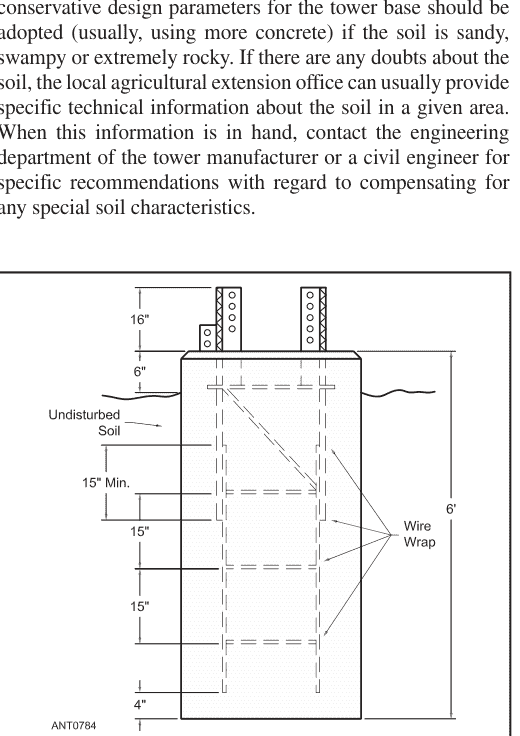 conservative design parameters for the tower base should be
adopted (usually, using more concrete) if the soil is sandy,
swampy or extremely rocky. If there are any doubts about the
soil, the local agricultural extension office can usually provide
specific technical information about the soil in a given area.
When this information is in hand, contact the engineering
department of the tower manufacturer or a civil engineer for
specific recommendations with regard to compensating for
any special soil characteristics.
16"
6"
Undisturbed
Soil
15" Min.
15"
15"
4"
6'
Wire
Wrap
ANT0784